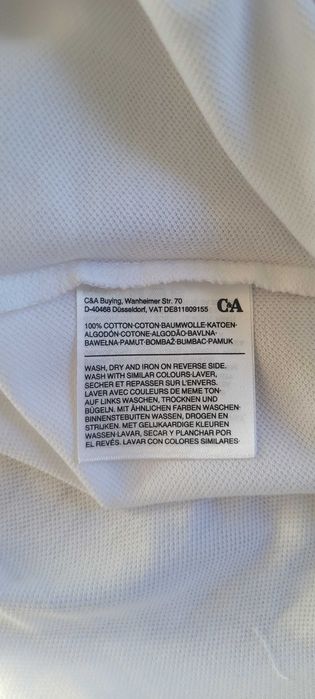 C&A Buying, Wanheimer Str. 70
D-40468 Düsseldorf, VAT DE811609155
C&A
100% COTTON·COTON·BAUMWOLLE·KATOEN·
ALGODÓN·COTONE·ALGODÃO·BAVLNA·
BAWEŁNA·PAMUT·BOMBAŽ·BUMBAC·PAMUK
WASH, DRY AND IRON ON REVERSE SIDE.
WASH WITH SIMILAR COLOURS·LAVER,
SECHER ET REPASSER SUR L'ENVERS.
LAVER AVEC COULEURS DE MEME TON·
AUF LINKS WASCHEN, TROCKNEN UND
BÜGELN. MIT ÄHNLICHEN FARBEN WASCHEN·
BINNENSTEBUITEN WASSEN, DROGEN EN
STRIJKEN. MET GELIJKAARDIGE KLEUREN
WASSEN·LAVAR, SECAR Y PLANCHAR POR
EL REVÉS. LAVAR CON COLORES SIMILARES·